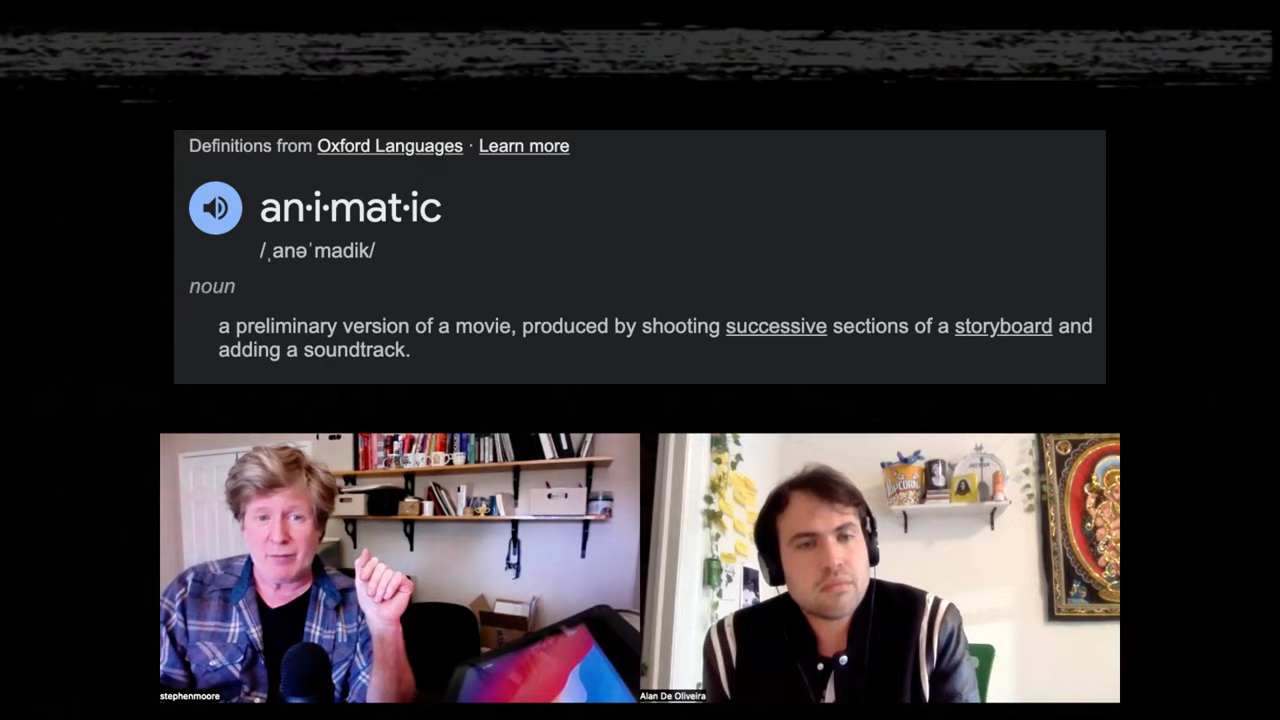 Definitions from Oxford Languages · Learn more
an·i·mat·ic
/ˌanəˈmadik/
noun
a preliminary version of a movie, produced by shooting successive sections of a storyboard and
adding a soundtrack.
POPCORN
stephenmoore
Alan De Oliveira